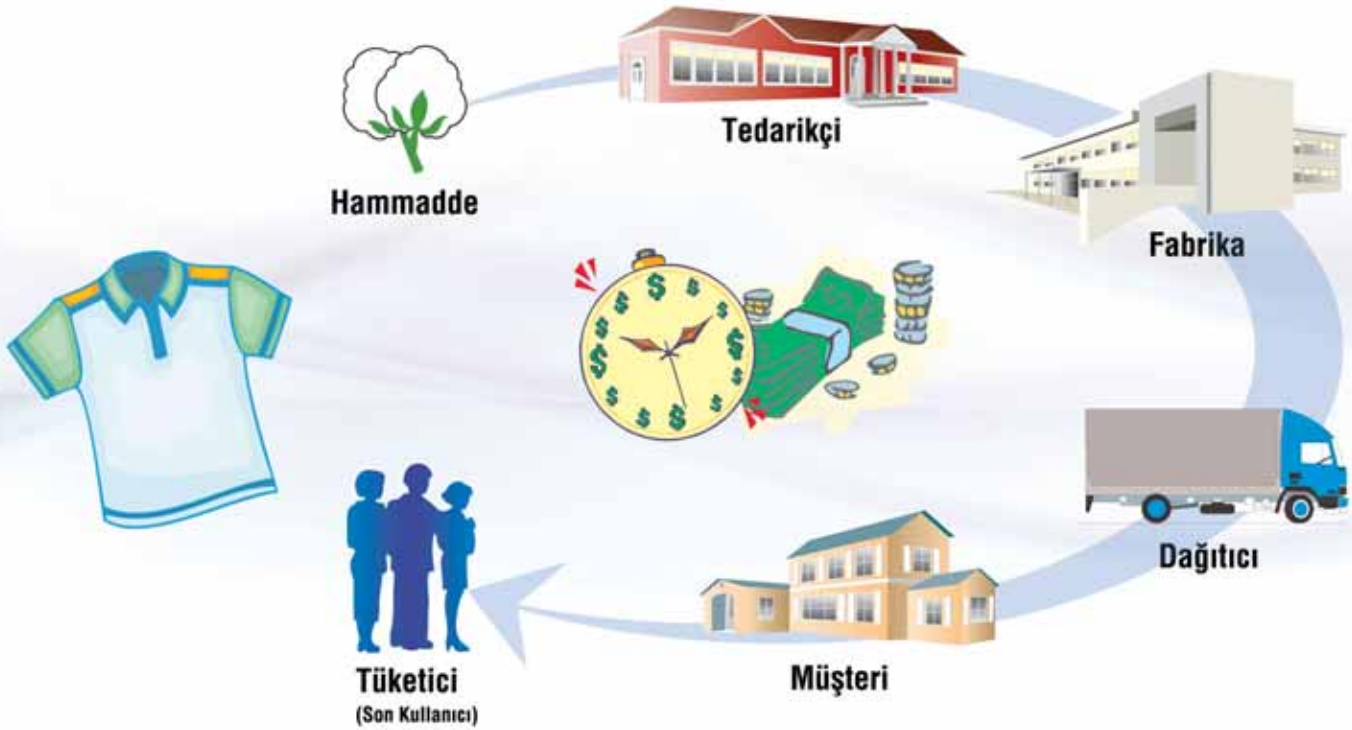 Hammadde
Tedarikçi
Fabrika
Dağıtıcı
Müşteri
Tüketici
(Son Kullanıcı)